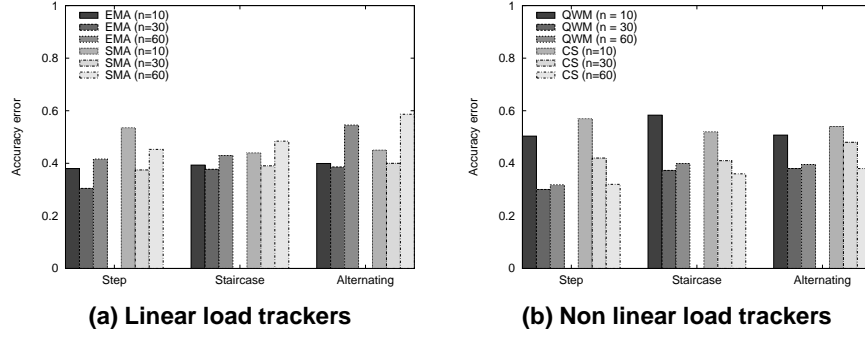 1
0.8
0.6
0.4
0.2
0
Accuracy error
EMA (n=10)
EMA (n=30)
EMA (n=60)
SMA (n=10)
SMA (n=30)
SMA (n=60)
Step Staircase Alternating
(a) Linear load trackers
1
0.8
0.6
0.4
0.2
0
Accuracy error
QWM (n = 10)
QWM (n = 30)
QWM (n = 60)
CS (n=10)
CS (n=30)
CS (n=60)
Step Staircase Alternating
(b) Non linear load trackers